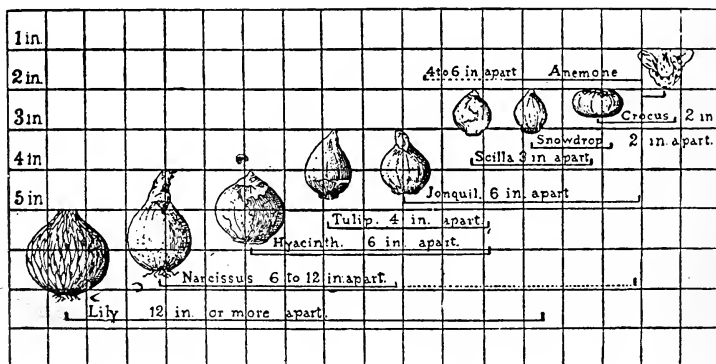 1 in.
2 in.
4 to 6 in. apart Anemone
3 in
Crocus 2 in
Snowdrop 2 in. apart.
4 in
Scilla 3 in apart
5 in
Jonquil. 6 in. apart
Tulip. 4 in. apart.
Hyacinth. 6 in. apart.
Narcissus 6 to 12 in. apart.
Lily 12 in. or more apart.